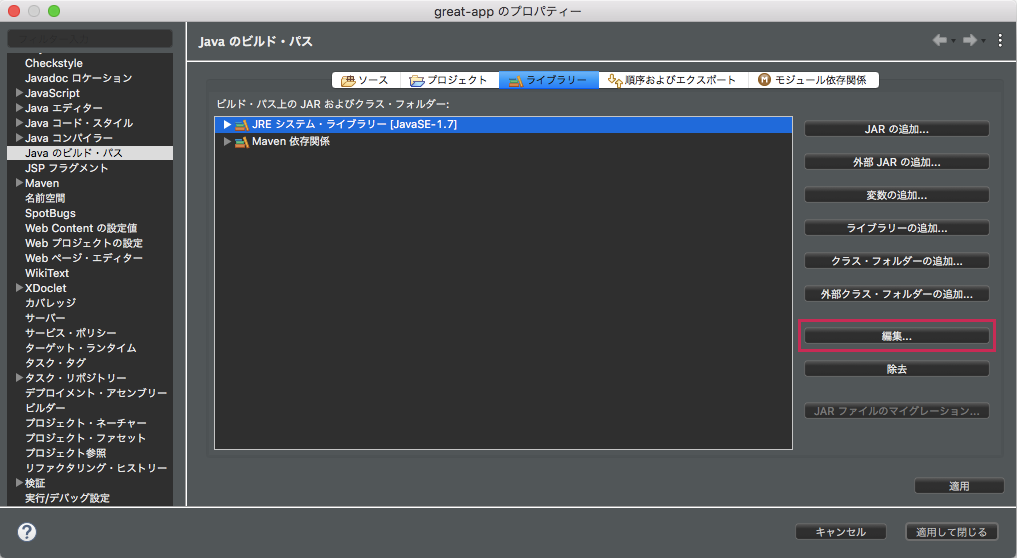 great-app のプロパティー
Checkstyle
Javadoc ロケーション
JavaScript
Java エディター
Java コード・スタイル
Java コンパイラー
Java のビルド・パス
JSP フラグメント
Maven
名前空間
SpotBugs
Web Content の設定値
Web プロジェクトの設定
Web ページ・エディター
WikiText
XDoclet
カバレッジ
サーバー
サービス・ポリシー
ターゲット・ランタイム
タスク・タグ
タスク・リポジトリー
デプロイメント・アセンブリー
ビルダー
プロジェクト・ネーチャー
プロジェクト・ファセット
プロジェクト参照
リファクタリング・ヒストリー
検証
実行/デバッグ設定
Java のビルド・パス
ソース プロジェクト ライブラリー 順序およびエクスポート M モジュール依存関係
ビルド・パス上の JAR およびクラス・フォルダー:
JRE システム・ライブラリー [JavaSE-1.7]
Maven 依存関係
JAR の追加...
外部 JAR の追加...
変数の追加...
ライブラリーの追加...
クラス・フォルダーの追加...
外部クラス・フォルダーの追加...
編集...
除去
JAR ファイルのマイグレーション...
適用
?
キャンセル 適用して閉じる